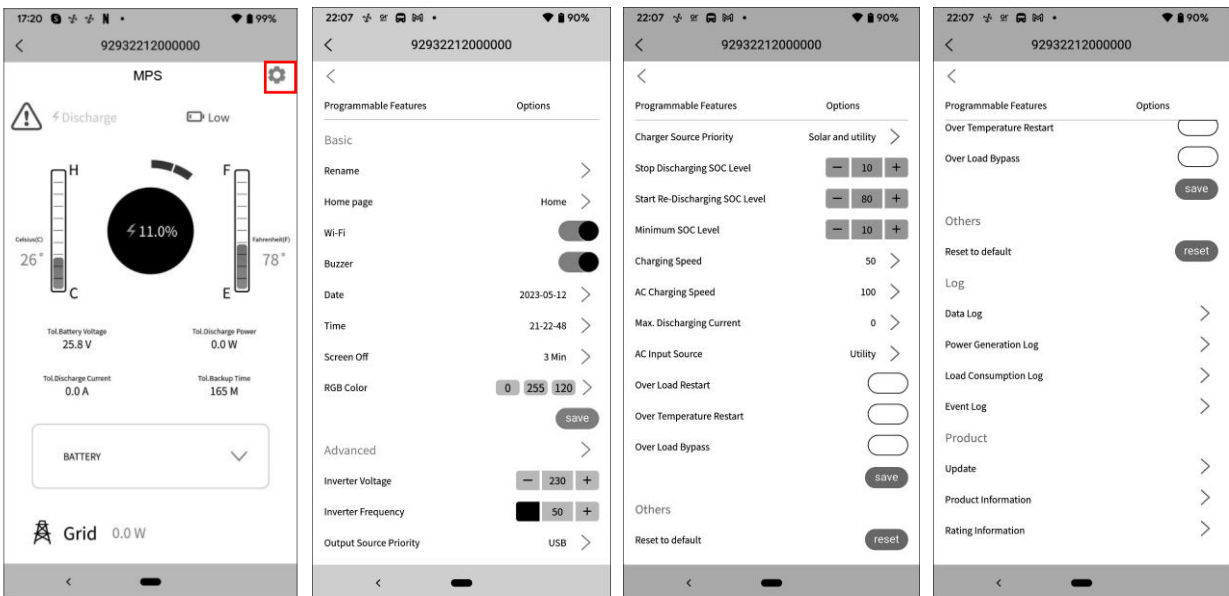 17:20 99%
92932212000000
MPS
Discharge Low
H F
11.0%
Celsius(C) Fahrenheit(F)
26° 78°
C E
Tol.Battery Voltage Tol.Discharge Power
25.8 V 0.0 W
Tol.Discharge Current Tol.Backup Time
0.0 A 165 M
BATTERY
Grid 0.0 W
22:07 90%
92932212000000
Programmable Features Options
Basic
Rename
Home page Home
Wi-Fi
Buzzer
Date 2023-05-12
Time 21-22-48
Screen Off 3 Min
RGB Color 0 255 120
save
Advanced
Inverter Voltage − 230 +
Inverter Frequency 50 +
Output Source Priority USB
22:07 90%
92932212000000
Programmable Features Options
Charger Source Priority Solar and utility
Stop Discharging SOC Level − 10 +
Start Re-Discharging SOC Level − 80 +
Minimum SOC Level − 10 +
Charging Speed 50
AC Charging Speed 100
Max. Discharging Current 0
AC Input Source Utility
Over Load Restart
Over Temperature Restart
Over Load Bypass
save
Others
Reset to default reset
22:07 90%
92932212000000
Programmable Features Options
Over Temperature Restart
Over Load Bypass
save
Others
Reset to default reset
Log
Data Log
Power Generation Log
Load Consumption Log
Event Log
Product
Update
Product Information
Rating Information